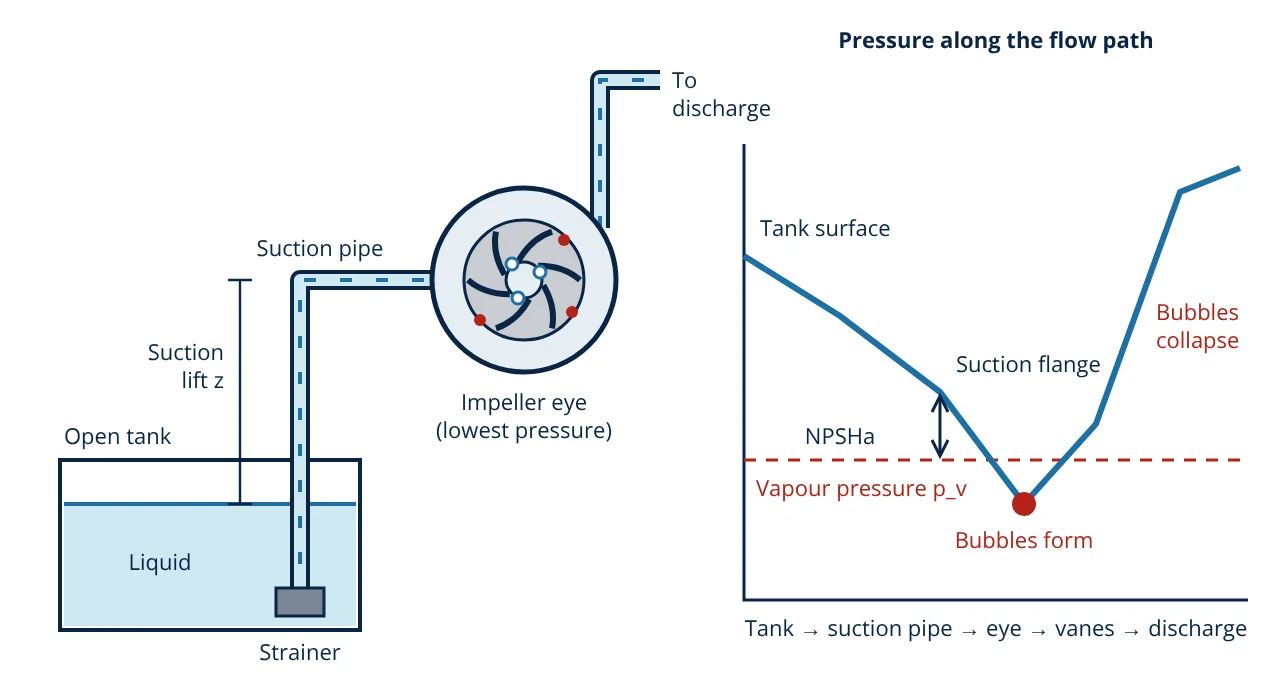 Pressure along the flow path
To
discharge
Suction pipe
Suction
lift z
Impeller eye
(lowest pressure)
Open tank
Liquid
Strainer
Tank surface
Bubbles
collapse
Suction flange
NPSHa
Vapour pressure p_v
Bubbles form
Tank → suction pipe → eye → vanes → discharge